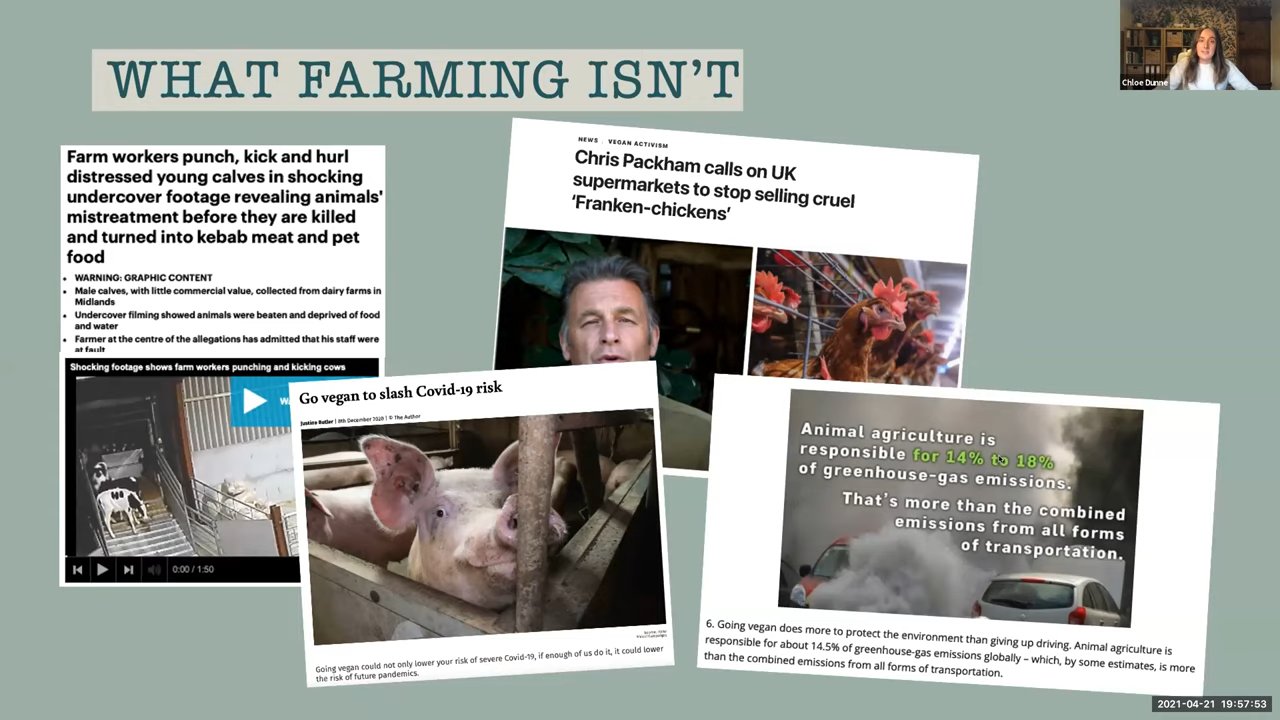 WHAT FARMING ISN'T
Chloe Dunne
Farm workers punch, kick and hurl
distressed young calves in shocking
undercover footage revealing animals'
mistreatment before they are killed
and turned into kebab meat and pet
food
WARNING: GRAPHIC CONTENT
Male calves, with little commercial value, collected from dairy farms in
Midlands
Undercover filming showed animals were beaten and deprived of food
and water
Farmer at the centre of the allegations has admitted that his staff were
at fault
Shocking footage shows farm workers punching and kicking cows
0:00 / 1:50
NEWS | VEGAN ACTIVISM
Chris Packham calls on UK
supermarkets to stop selling cruel
'Franken-chickens'
Go vegan to slash Covid-19 risk
Justine Butler | 8th December 2020 | © The Author
Going vegan could not only lower your risk of severe Covid-19, if enough of us do it, it could lower
the risk of future pandemics.
Animal agriculture is
responsible for 14% to 18%
of greenhouse-gas emissions.
That's more than the combined
emissions from all forms
of transportation.
6. Going vegan does more to protect the environment than giving up driving. Animal agriculture is
responsible for about 14.5% of greenhouse-gas emissions globally – which, by some estimates, is more
than the combined emissions from all forms of transportation.
2021-04-21 19:57:53